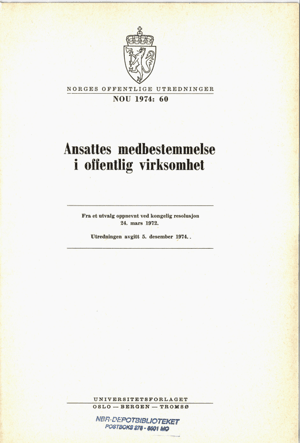 NORGES OFFENTLIGE UTREDNINGER
NOU 1974: 60
Ansattes medbestemmelse
i offentlig virksomhet
Fra et utvalg oppnevnt ved kongelig resolusjon
24. mars 1972.
Utredningen avgitt 5. desember 1974. .
UNIVERSITETSFORLAGET
OSLO — BERGEN — TROMSØ
NBR-DEPOTBIBLIOTEKET
POSTBOKS 278 - 8601 MO